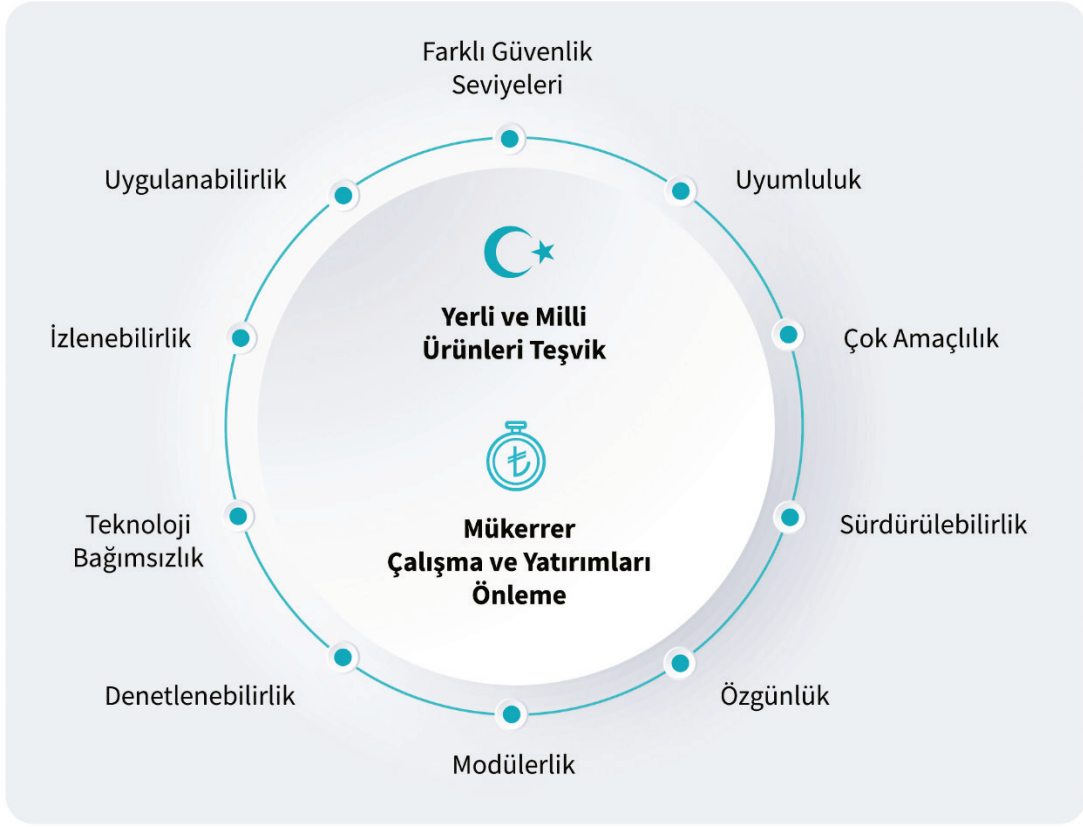 Farklı Güvenlik
Seviyeleri
Uygulanabilirlik
Uyumluluk
Yerli ve Milli
Ürünleri Teşvik
İzlenebilirlik
Çok Amaçlılık
Mükerrer
Çalışma ve Yatırımları
Önleme
Teknoloji
Bağımsızlık
Sürdürülebilirlik
Denetlenebilirlik
Özgünlük
Modülerlik